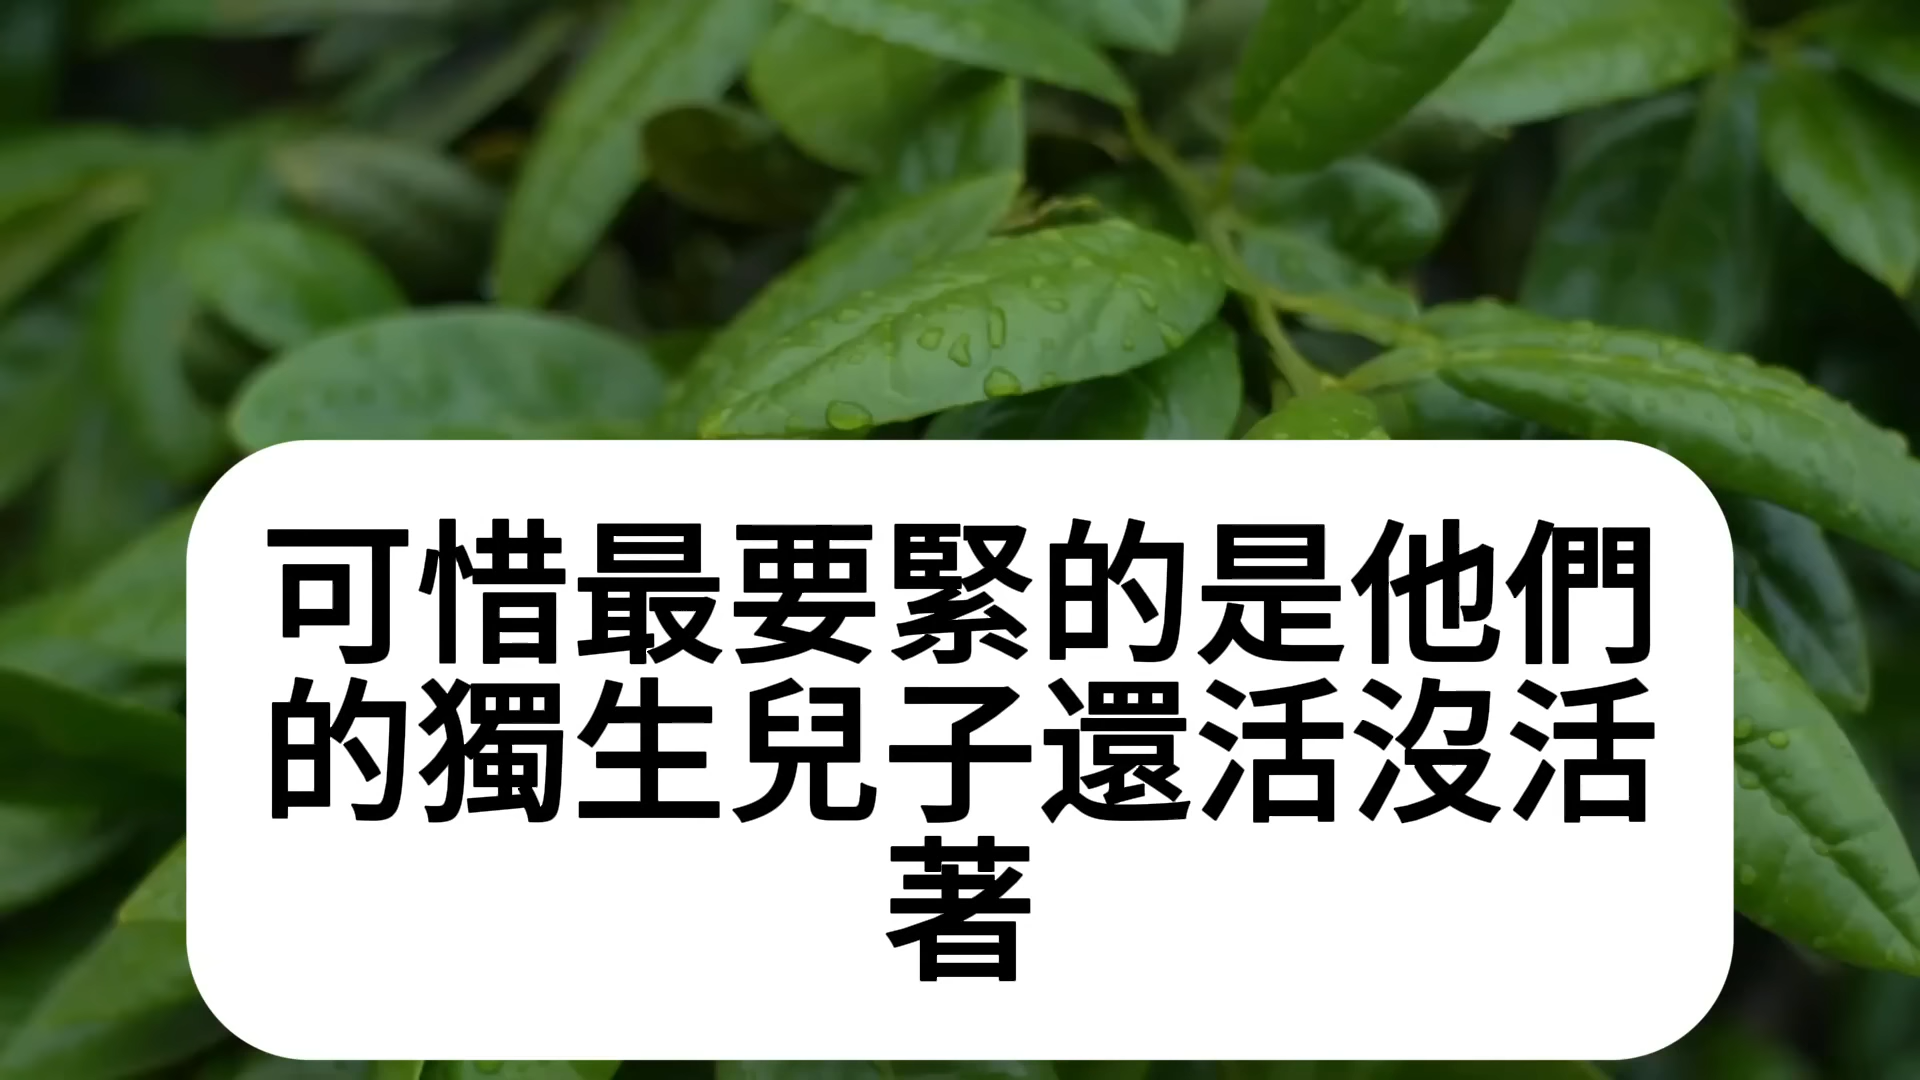 可惜最要緊的是他們
的獨生兒子還活沒活
著